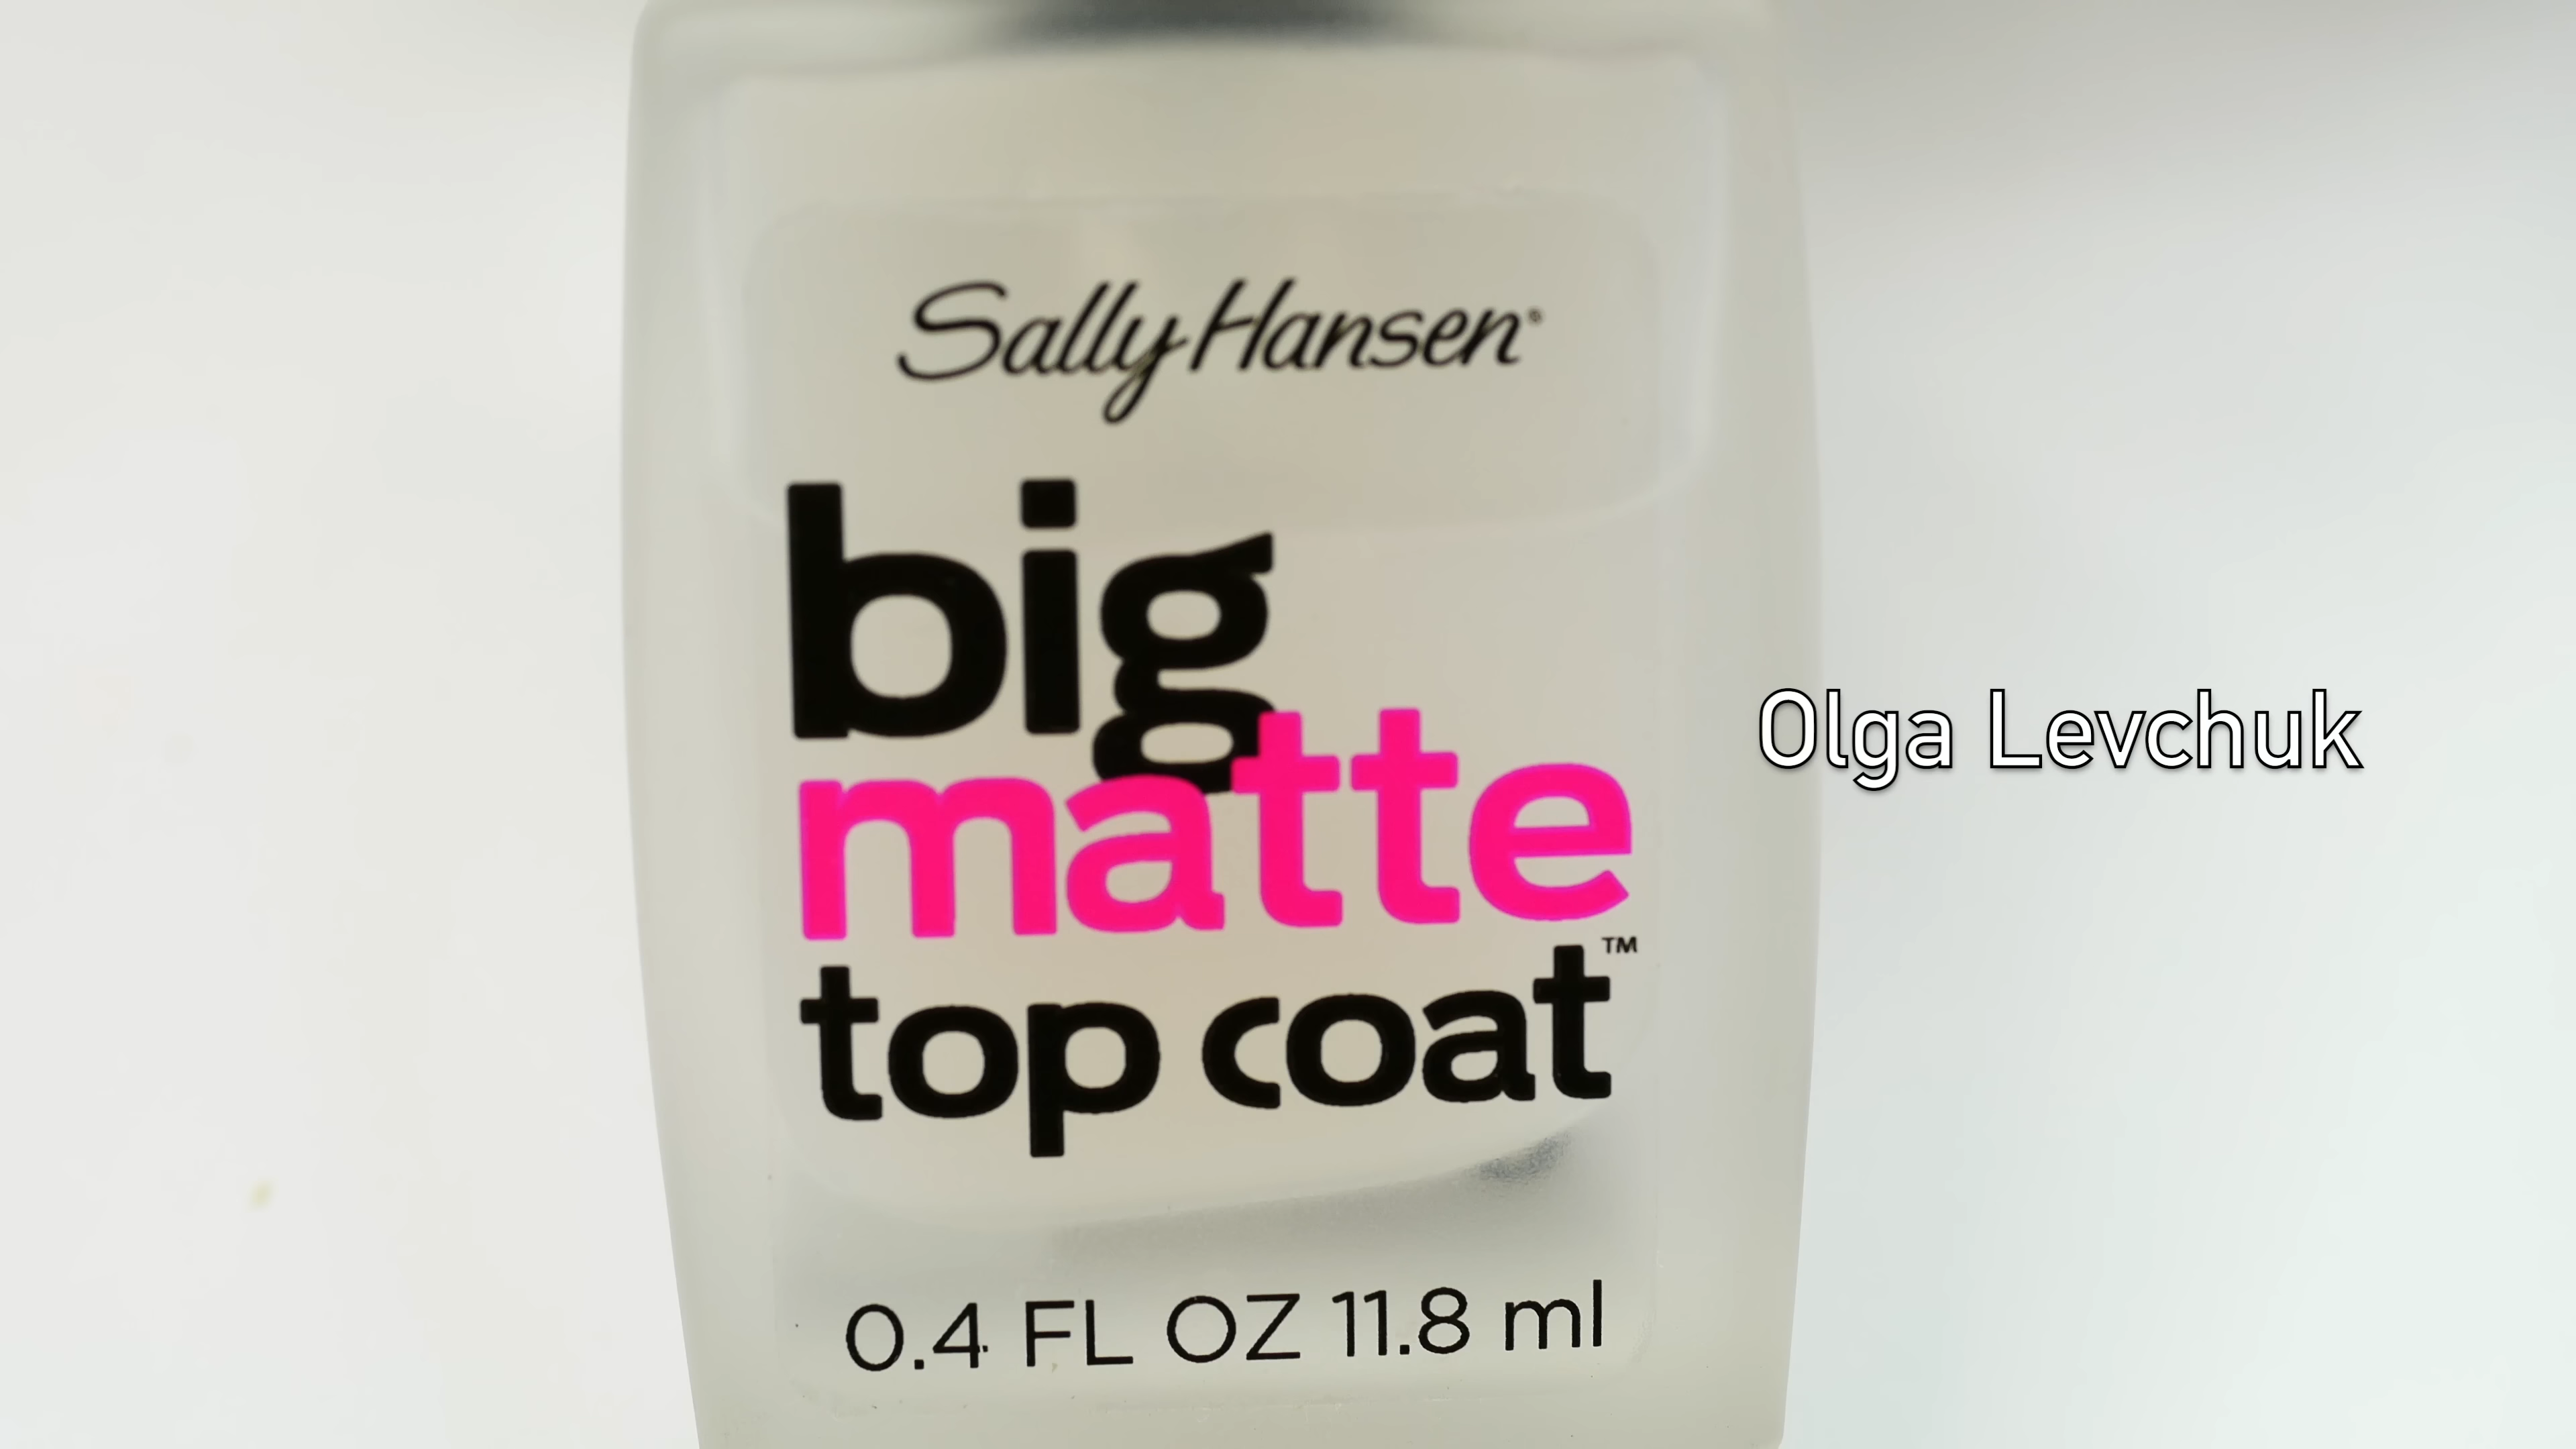 Sally Hansen®
big
matte
top coat™
0.4 FL OZ 11.8 ml
Olga Levchuk